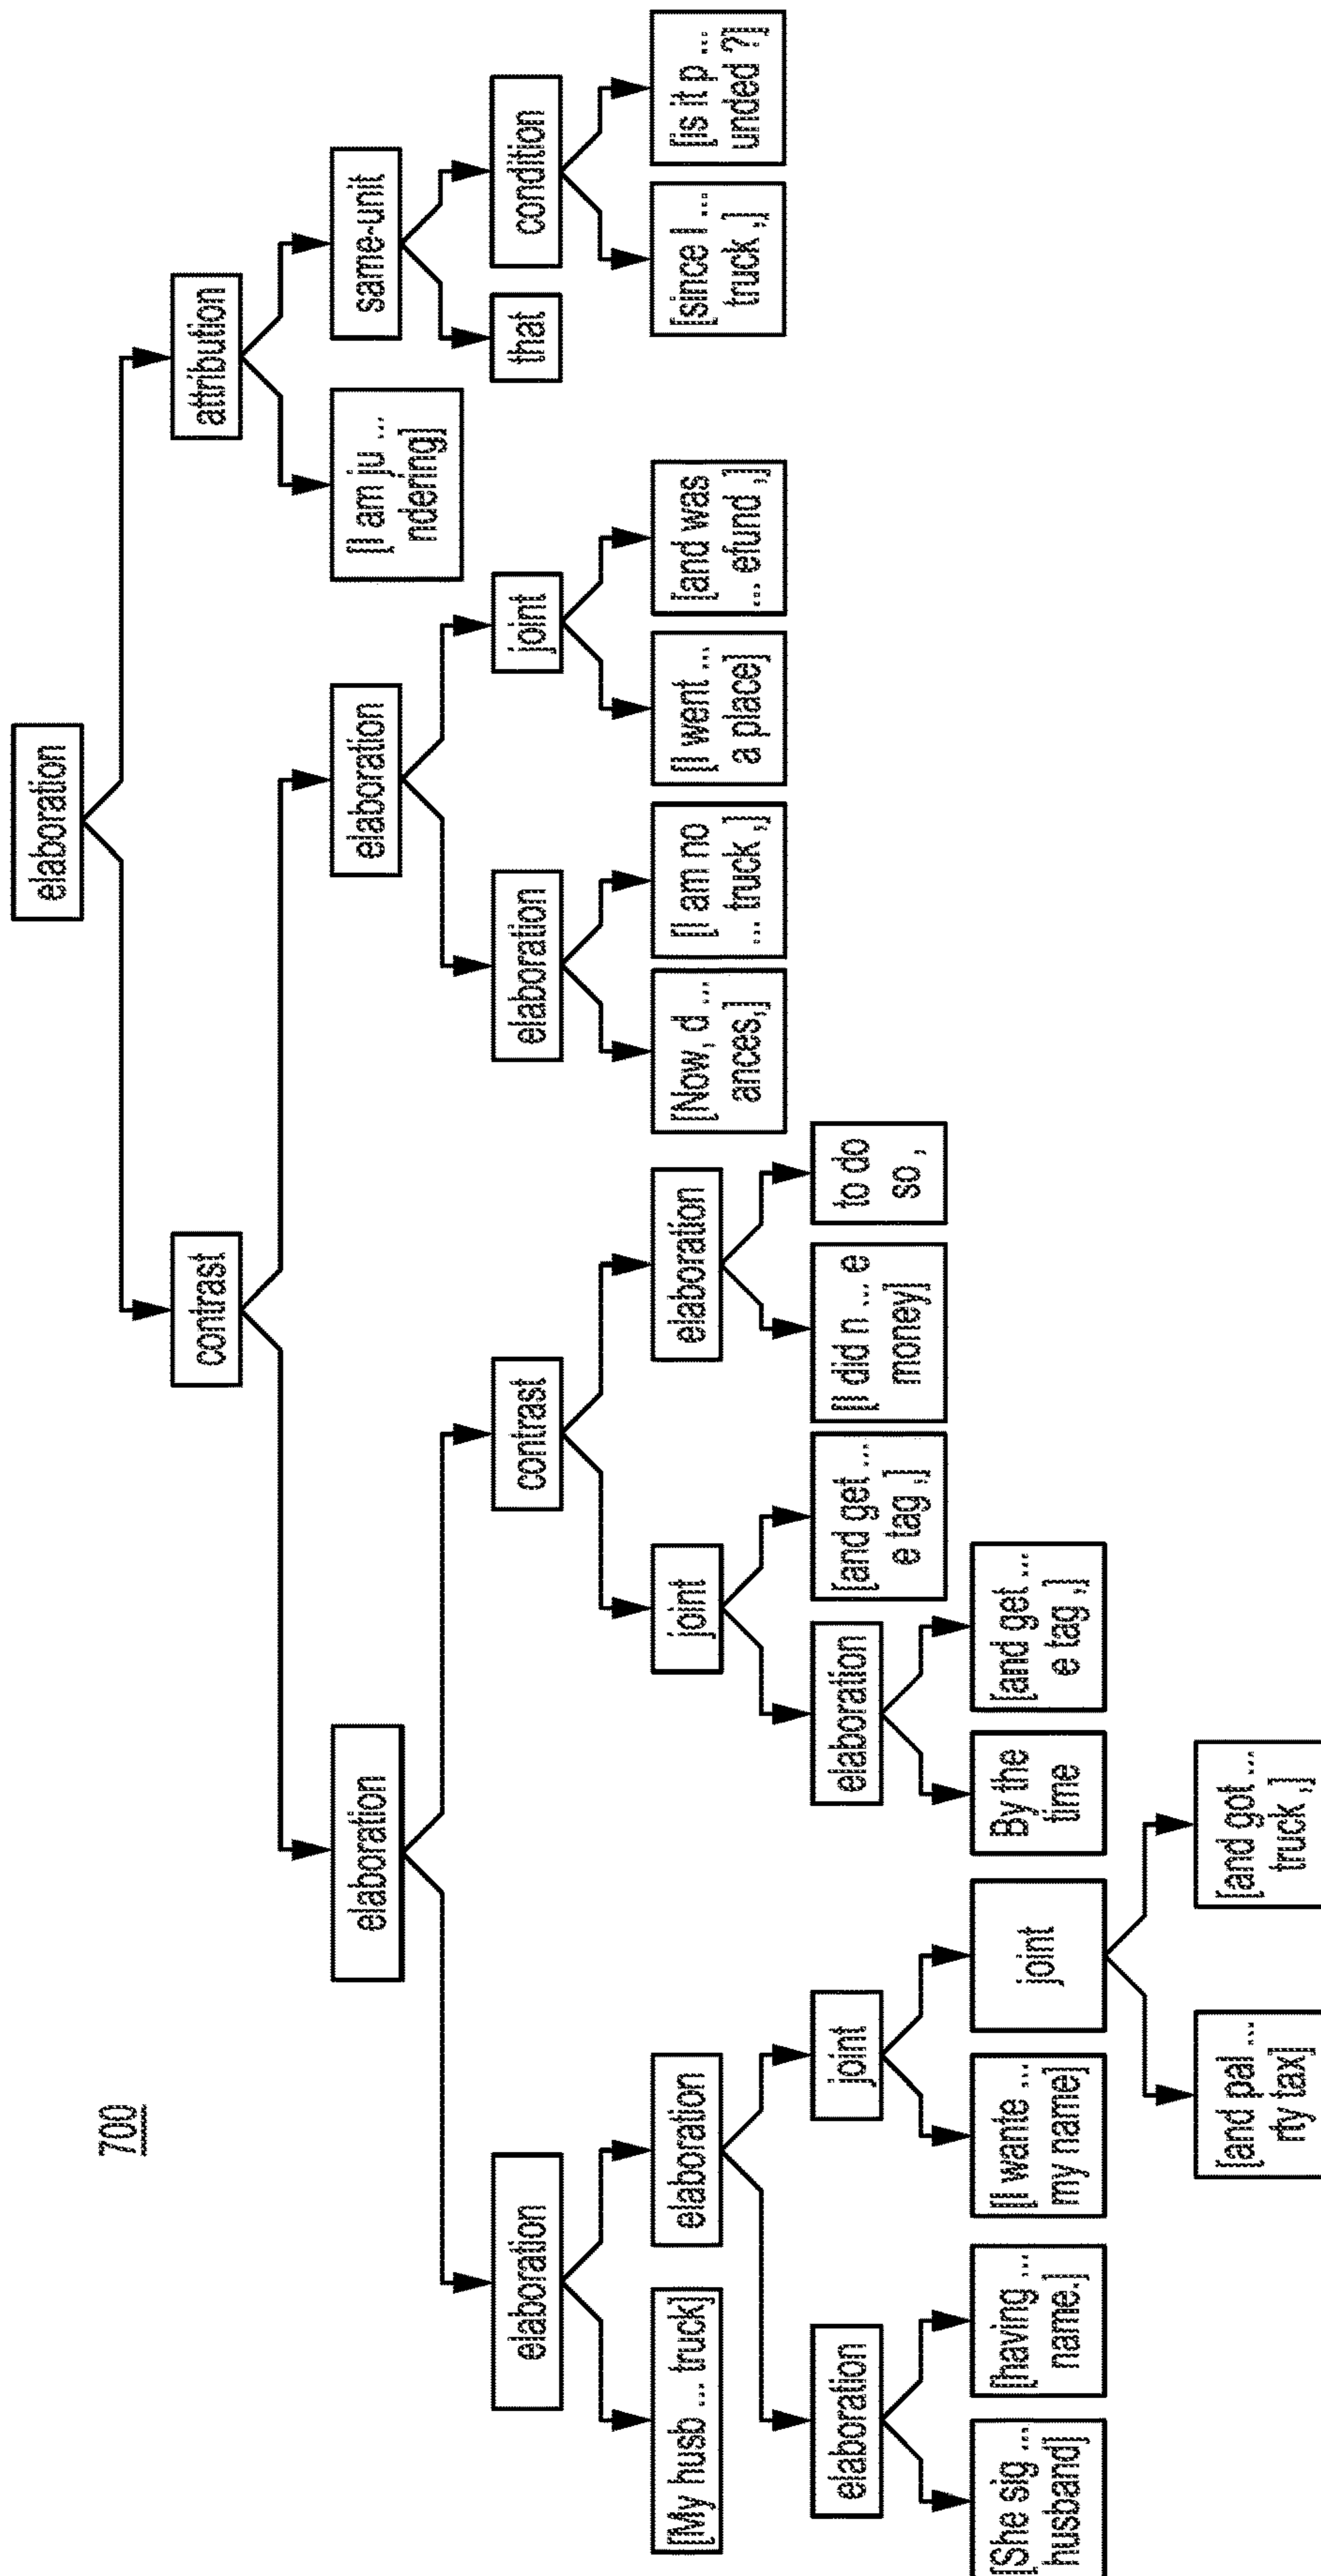 700
elaboration
contrast
attribution
elaboration
elaboration
[I am ju ...
ndering]
same-unit
elaboration
contrast
elaboration
joint
that
condition
[My husb ... truck]
elaboration
joint
elaboration
[Now, d ...
ances,]
[I am no
... truck ,]
[I went ...
a place]
[and was
... efund ,]
[since I ...
truck ,]
[is it p ...
unded ?]
elaboration
joint
elaboration
[and get ...
e tag ,]
[I did n ... e
money]
to do
so ,
[She sig ...
husband]
[having ...
name.]
[I wante ...
my name]
joint
By the
time
[and get ...
e tag ,]
[and pal ...
rty tax]
[and got ...
truck ,]